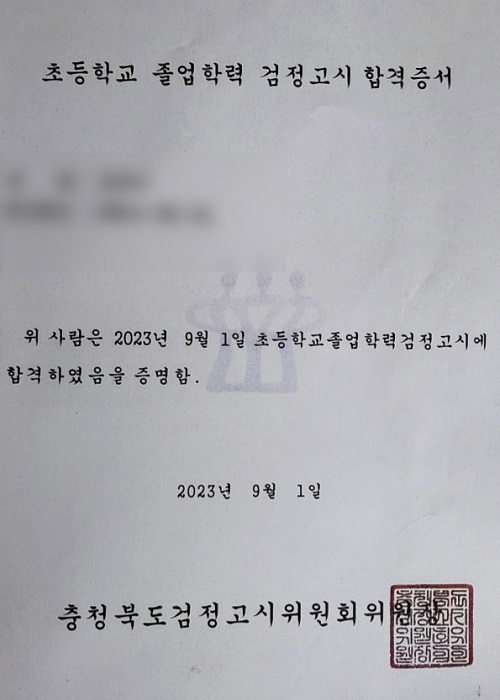 초등학교 졸업학력 검정고시 합격증서
위 사람은 2023년 9월 1일 초등학교졸업학력검정고시에
합격하였음을 증명함.
2023년 9월 1일
충청북도검정고시위원회위원장